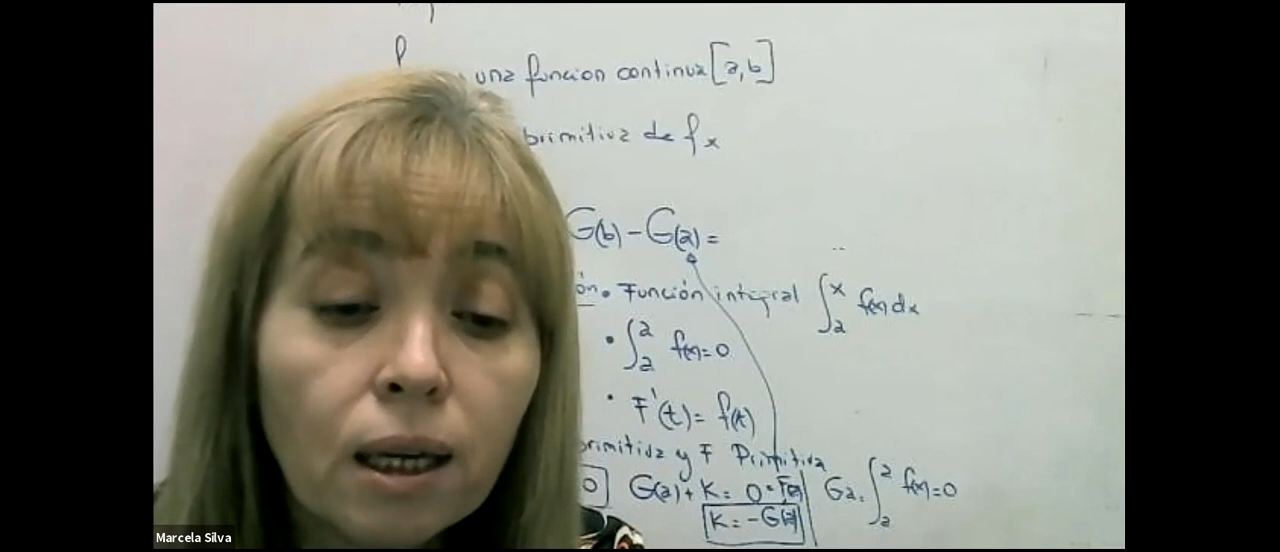 una función continua [a,b]
primitiva de f x
G(b) - G(a) =
ón. Función integral ∫ₐˣ f(x) dx
• ∫ₐᵃ f(x) = 0
• F'(t) = f(t)
primitiva y F Primitiva
0 G(a) + K = 0 = F(a) Ga. ∫ₐᵃ f(x) = 0
K = -G(a)
Marcela Silva